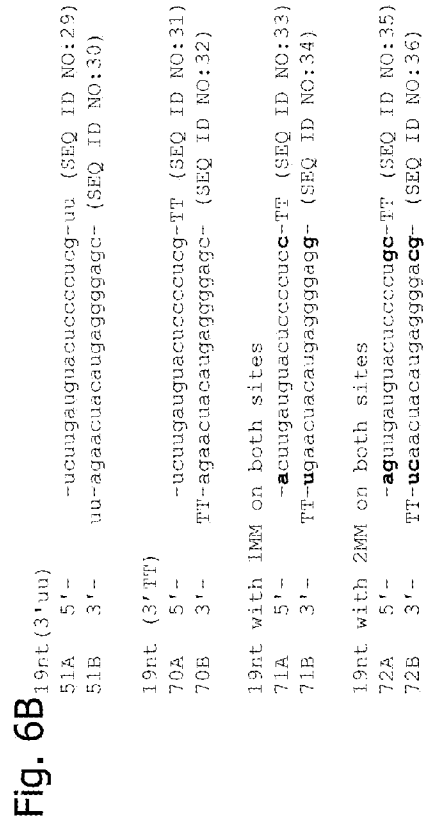 Fig. 6B
19nt(3'uu)
51A 5'- -ucuugauguacuccccucg-uu (SEQ ID NO:29)
51B 3'- uu-agaacuacaugaggggagc- (SEQ ID NO:30)
19nt (3'TT)
70A 5'- -ucuugauguacuccccucg-TT (SEQ ID NO:31)
70B 3'- TT-agaacuacaugaggggagc- (SEQ ID NO:32)
19nt with 1MM on both sites
71A 5'- -acuugauguacuccccucc-TT (SEQ ID NO:33)
71B 3'- TT-ugaacuacaugaggggagg- (SEQ ID NO:34)
19nt with 2MM on both sites
72A 5'- -aguugauguacuccccugc-TT (SEQ ID NO:35)
72B 3'- TT-ucaacuacaugaggggacg- (SEQ ID NO:36)